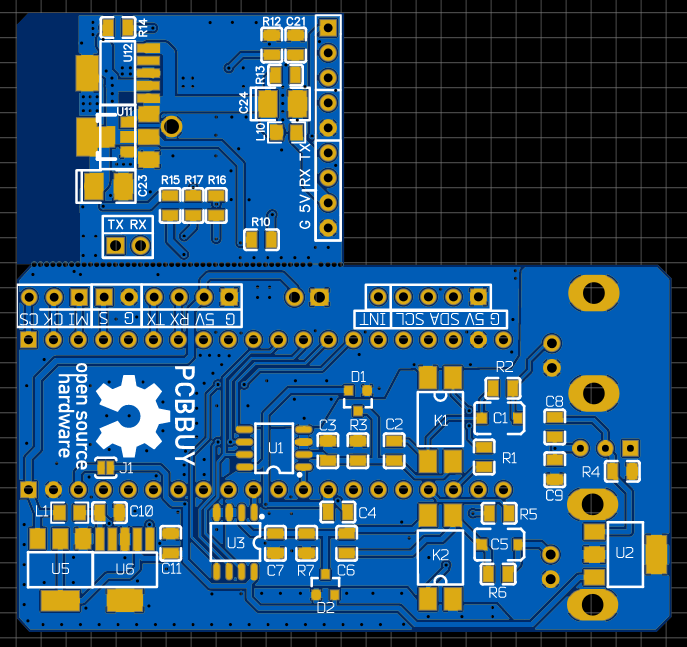 R14
R12 C21
U12
R13
C24
U11
L10
C23
R15 R17 R16
R10
TX RX
G 5V RX TX
CS CK MI S G TX RX 5V G
INT SCL SDA 5V G
open source
hardware
PCBBUY
J1
D1
R2
K1
C1
C8
U1
C3 R3 C2
R1
R4
C9
L1
C10
C4
R5
U5
U6
C11
U3
C7 R7 C6
K2
C5
U2
R6
D2